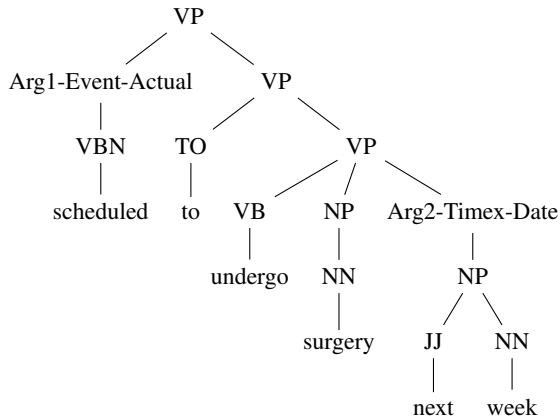 VP
Arg1-Event-Actual VP
VBN TO VP
scheduled to VB NP Arg2-Timex-Date
undergo NN NP
surgery JJ NN
next week